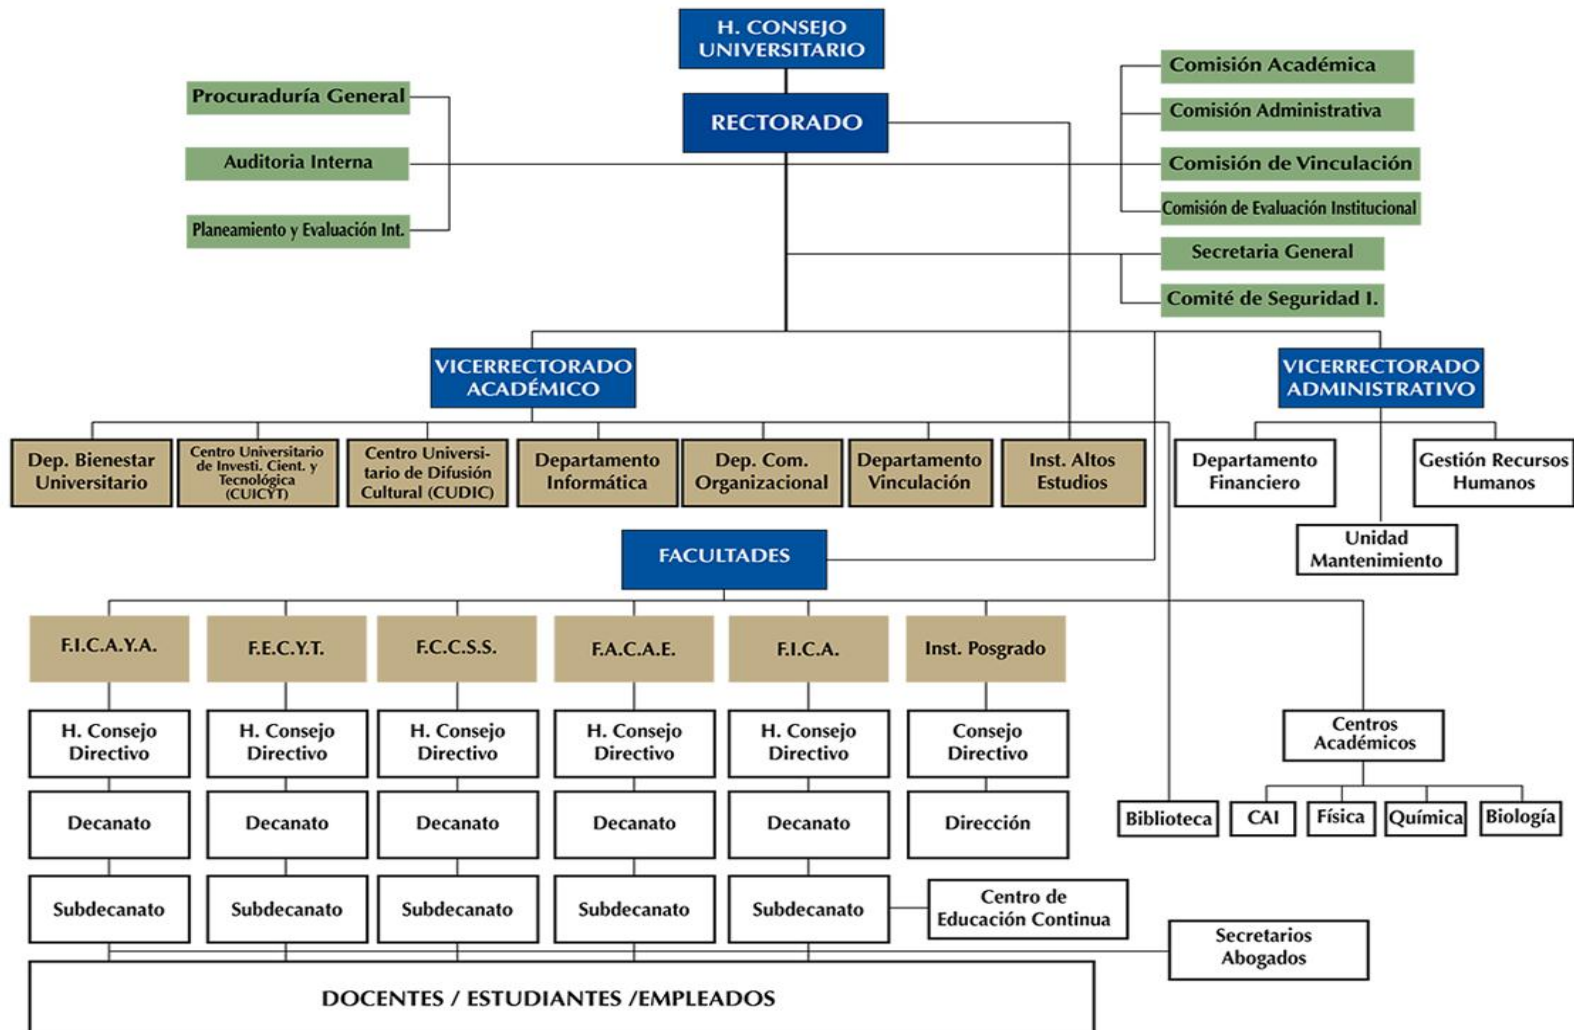 H. CONSEJO
UNIVERSITARIO
RECTORADO
Procuraduría General
Auditoria Interna
Planeamiento y Evaluación Int.
Comisión Académica
Comisión Administrativa
Comisión de Vinculación
Comisión de Evaluación Institucional
Secretaria General
Comité de Seguridad I.
VICERRECTORADO
ACADÉMICO
VICERRECTORADO
ADMINISTRATIVO
Dep. Bienestar
Universitario
Centro Universitario
de Investi. Cient. y
Tecnológica
(CUICYT)
Centro Universi-
tario de Difusión
Cultural (CUDIC)
Departamento
Informática
Dep. Com.
Organizacional
Departamento
Vinculación
Inst. Altos
Estudios
Departamento
Financiero
Gestión Recursos
Humanos
Unidad
Mantenimiento
FACULTADES
F.I.C.A.Y.A.
F.E.C.Y.T.
F.C.C.S.S.
F.A.C.A.E.
F.I.C.A.
Inst. Posgrado
H. Consejo
Directivo
H. Consejo
Directivo
H. Consejo
Directivo
H. Consejo
Directivo
H. Consejo
Directivo
Consejo
Directivo
Centros
Académicos
Decanato
Decanato
Decanato
Decanato
Decanato
Dirección
Biblioteca
CAI
Física
Química
Biología
Subdecanato
Subdecanato
Subdecanato
Subdecanato
Subdecanato
Centro de
Educación Continua
Secretarios
Abogados
DOCENTES / ESTUDIANTES /EMPLEADOS